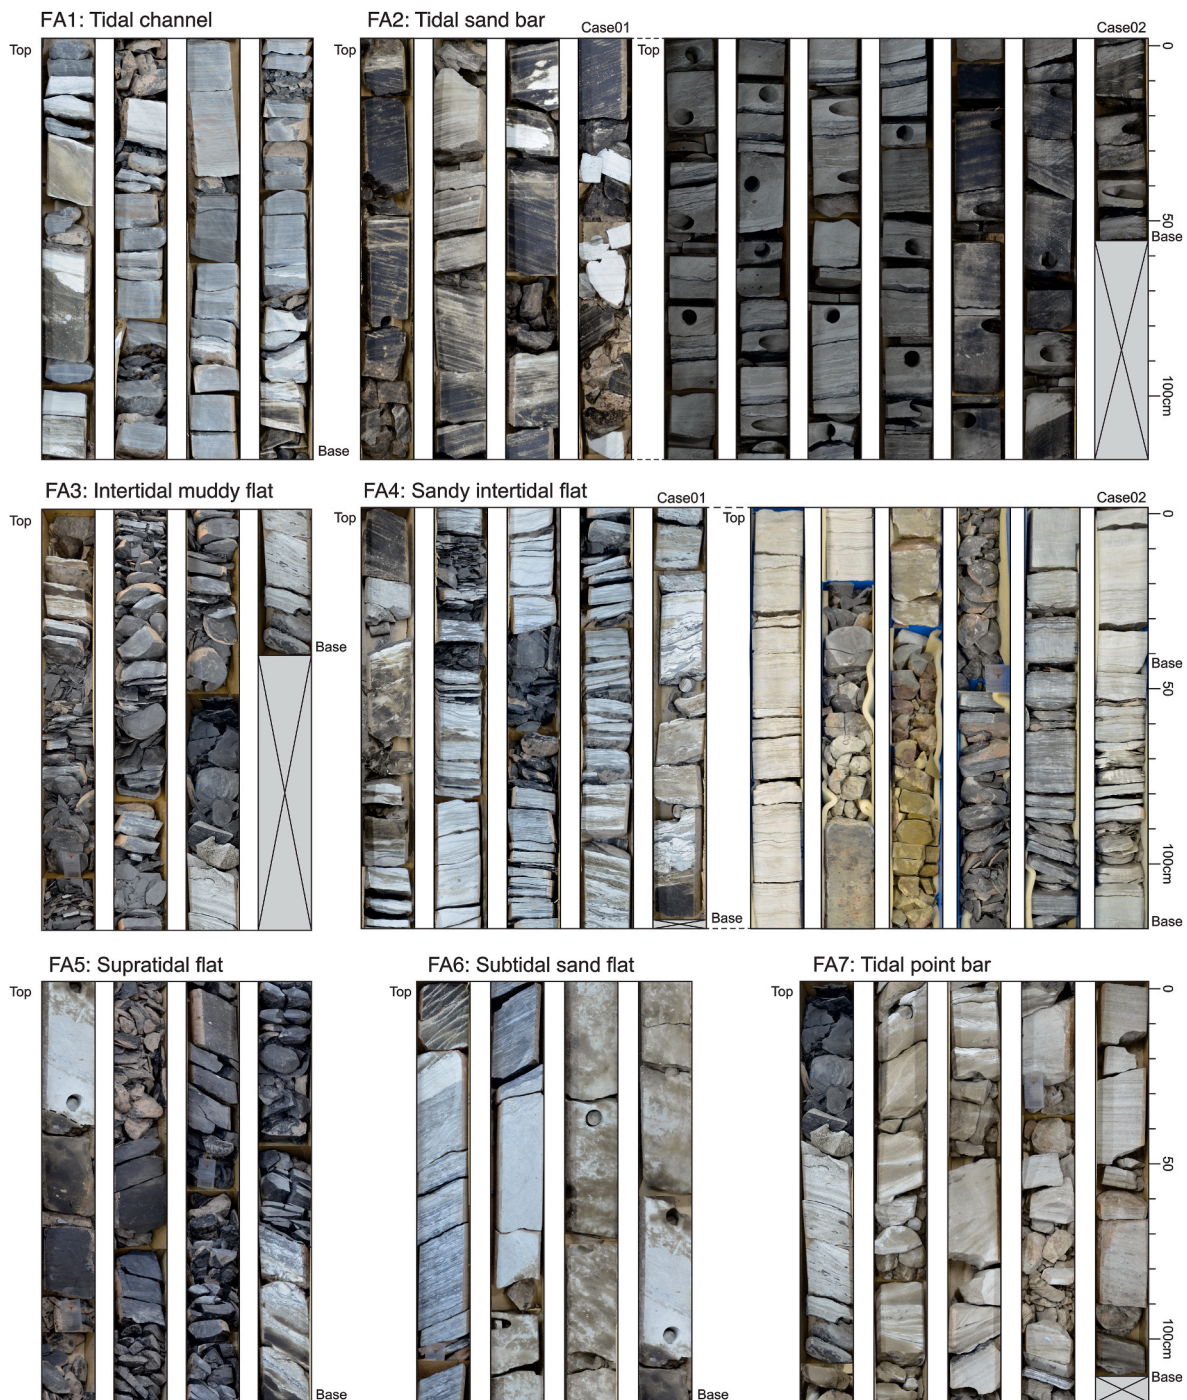 FA1: Tidal channel
FA2: Tidal sand bar
Case01
Case02
Top
Top
Top
0
50
Base
100cm
Base
FA3: Intertidal muddy flat
FA4: Sandy intertidal flat
Case01
Case02
Top
Top
Top
0
Base
Base
50
100cm
Base
Base
FA5: Supratidal flat
FA6: Subtidal sand flat
FA7: Tidal point bar
Top
Top
Top
0
50
100cm
Base
Base
Base